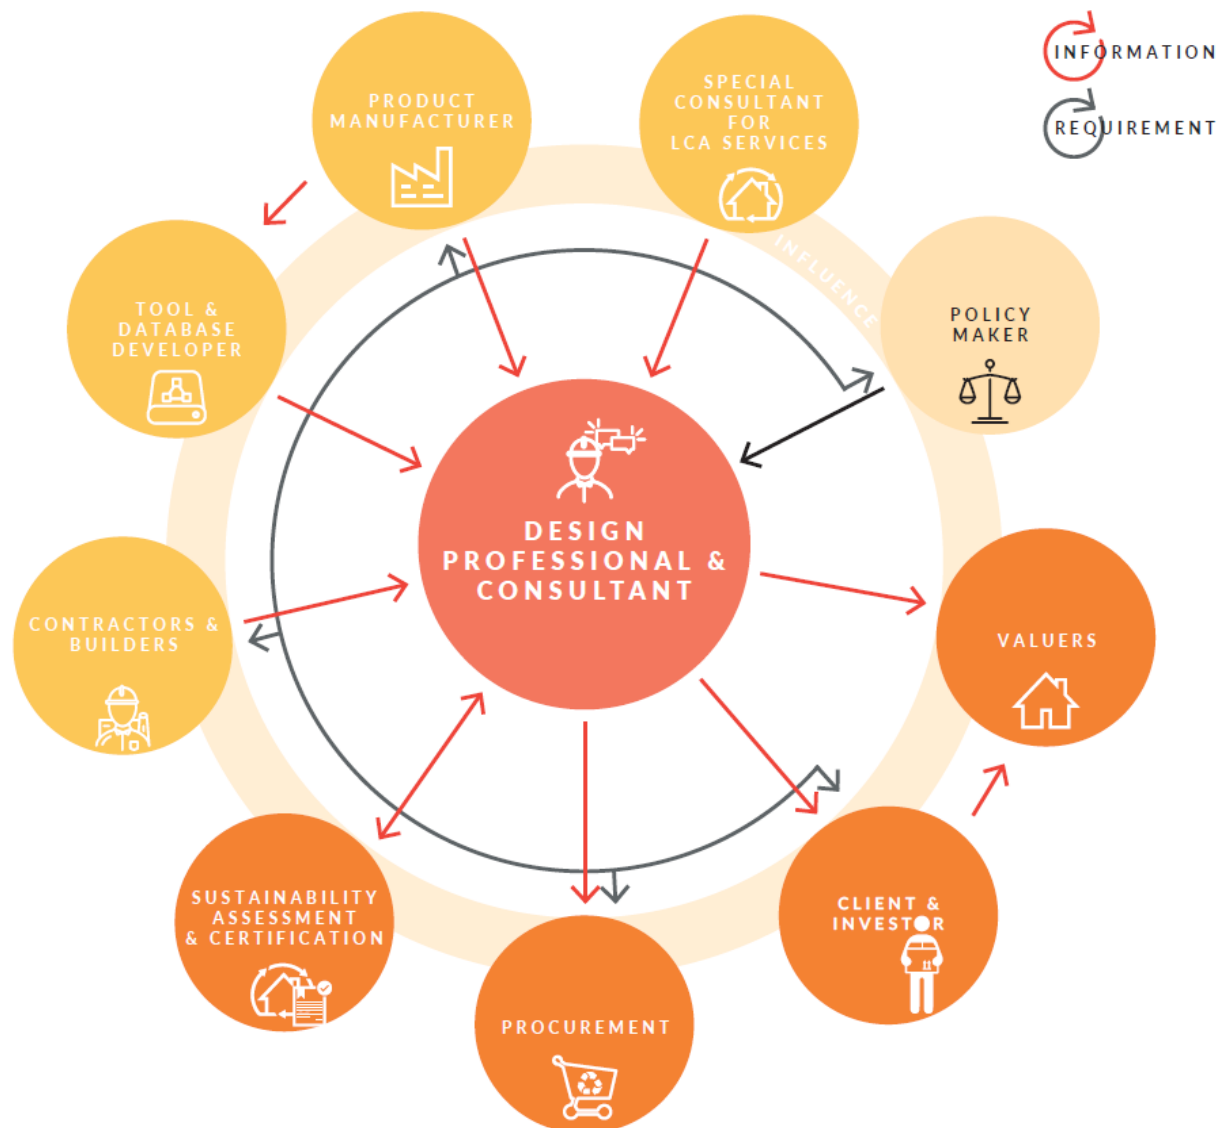 INFORMATION
REQUIREMENT
PRODUCT
MANUFACTURER
SPECIAL
CONSULTANT
FOR
LCA SERVICES
INFLUENCE
POLICY
MAKER
TOOL &
DATABASE
DEVELOPER
DESIGN
PROFESSIONAL &
CONSULTANT
CONTRACTORS &
BUILDERS
VALUERS
SUSTAINABILITY
ASSESSMENT
& CERTIFICATION
CLIENT &
INVESTOR
PROCUREMENT